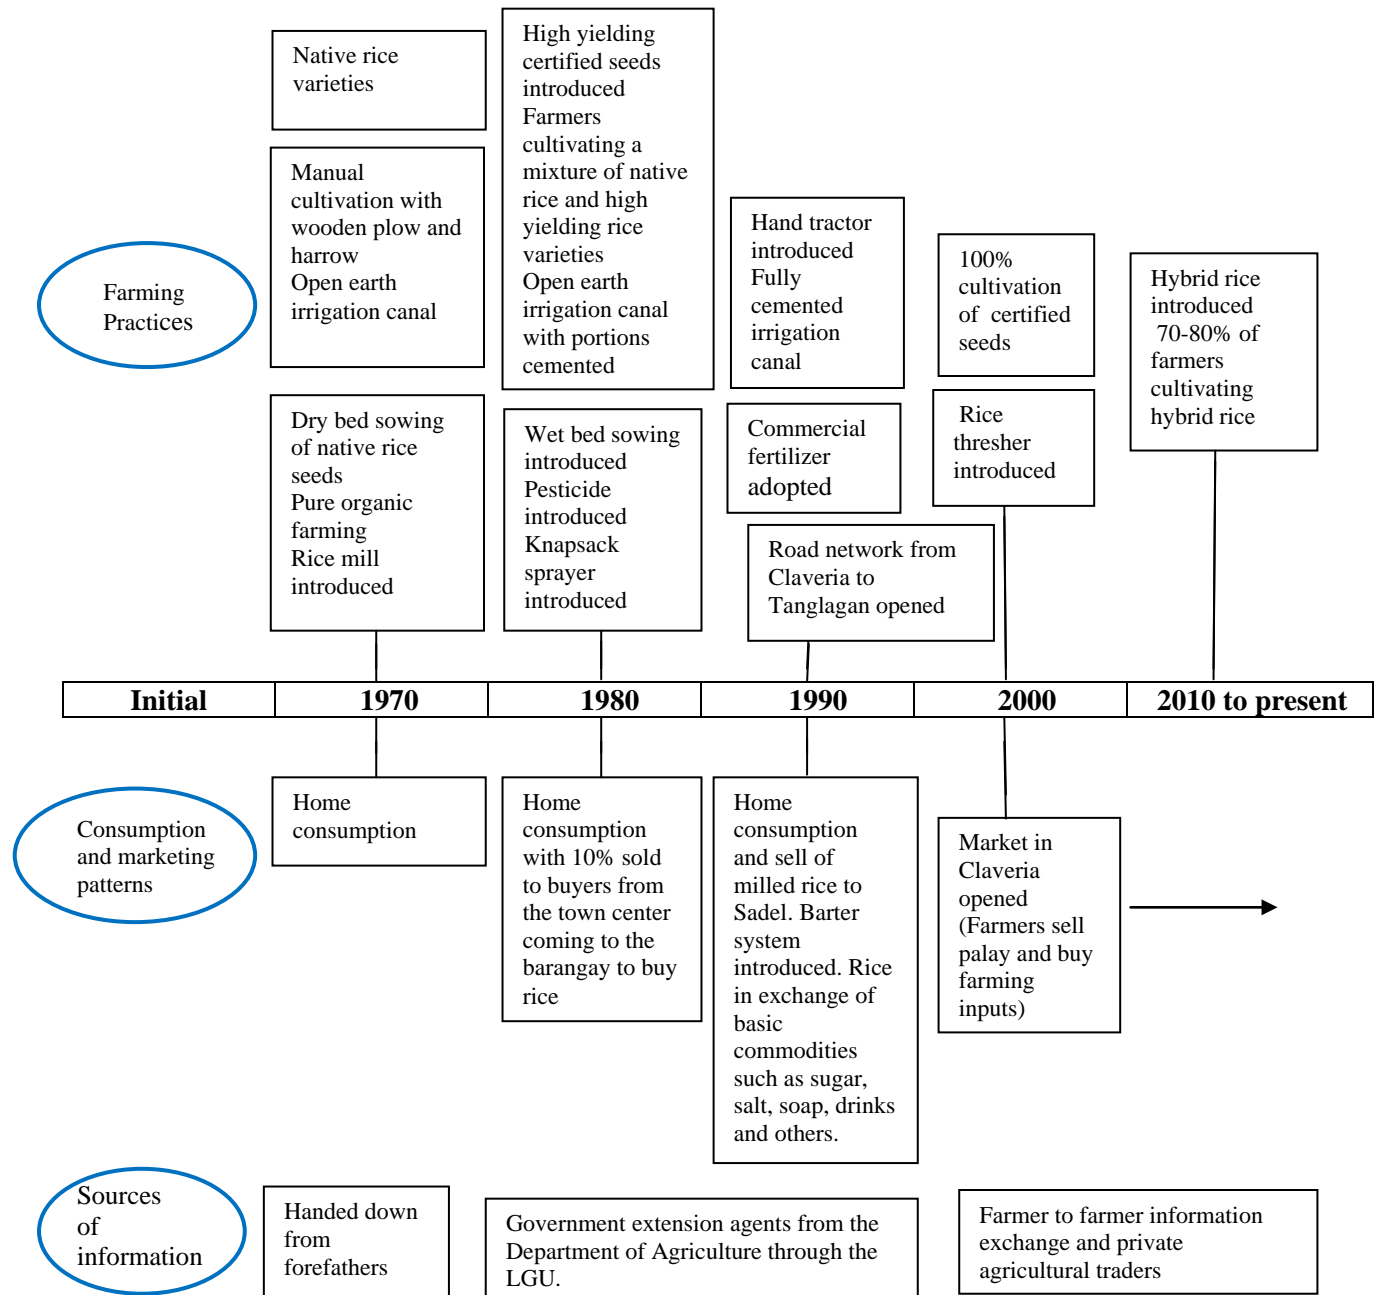 Native rice
varieties
Manual
cultivation with
wooden plow and
harrow
Open earth
irrigation canal
Dry bed sowing
of native rice
seeds
Pure organic
farming
Rice mill
introduced
High yielding
certified seeds
introduced
Farmers
cultivating a
mixture of native
rice and high
yielding rice
varieties
Open earth
irrigation canal
with portions
cemented
Wet bed sowing
introduced
Pesticide
introduced
Knapsack
sprayer
introduced
Hand tractor
introduced
Fully
cemented
irrigation
canal
Commercial
fertilizer
adopted
Road network from
Claveria to
Tanglagan opened
100%
cultivation
of certified
seeds
Rice
thresher
introduced
Hybrid rice
introduced
70-80% of
farmers
cultivating
hybrid rice
Farming
Practices
Initial 1970 1980 1990 2000 2010 to present
Consumption
and marketing
patterns
Home
consumption
Home
consumption
with 10% sold
to buyers from
the town center
coming to the
barangay to buy
rice
Home
consumption
and sell of
milled rice to
Sadel. Barter
system
introduced. Rice
in exchange of
basic
commodities
such as sugar,
salt, soap, drinks
and others.
Market in
Claveria
opened
(Farmers sell
palay and buy
farming
inputs)
Sources
of
information
Handed down
from
forefathers
Government extension agents from the
Department of Agriculture through the
LGU.
Farmer to farmer information
exchange and private
agricultural traders